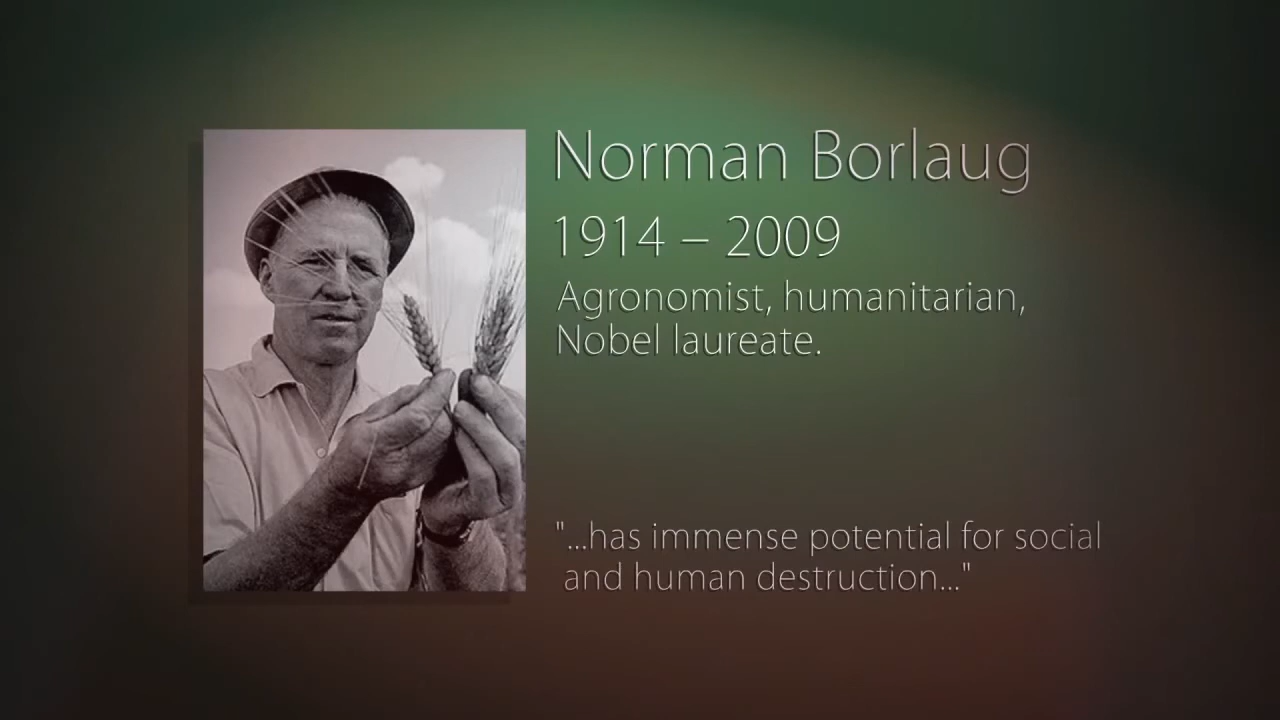 Norman Borlaug
1914 – 2009
Agronomist, humanitarian,
Nobel laureate.
"...has immense potential for social
and human destruction..."